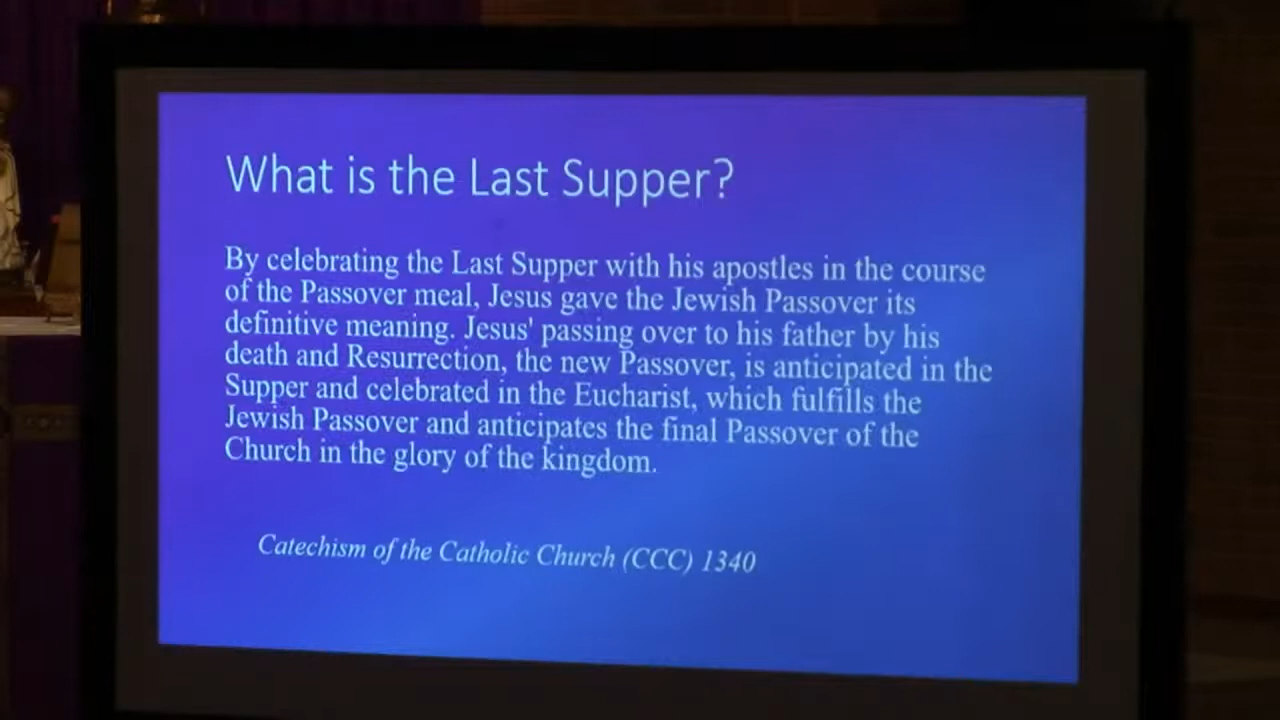 What is the Last Supper?
By celebrating the Last Supper with his apostles in the course
of the Passover meal, Jesus gave the Jewish Passover its
definitive meaning. Jesus' passing over to his father by his
death and Resurrection, the new Passover, is anticipated in the
Supper and celebrated in the Eucharist, which fulfills the
Jewish Passover and anticipates the final Passover of the
Church in the glory of the kingdom.
Catechism of the Catholic Church (CCC) 1340